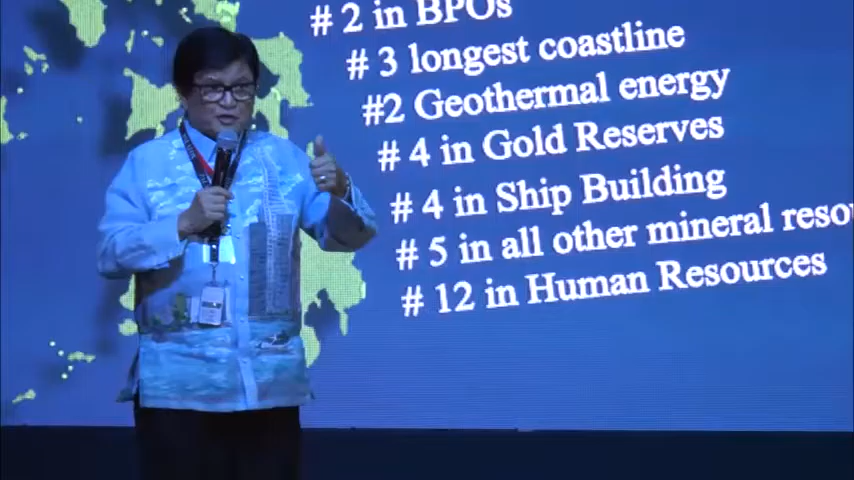 # 2 in BPOs
# 3 longest coastline
#2 Geothermal energy
# 4 in Gold Reserves
# 4 in Ship Building
# 5 in all other mineral resou
# 12 in Human Resources